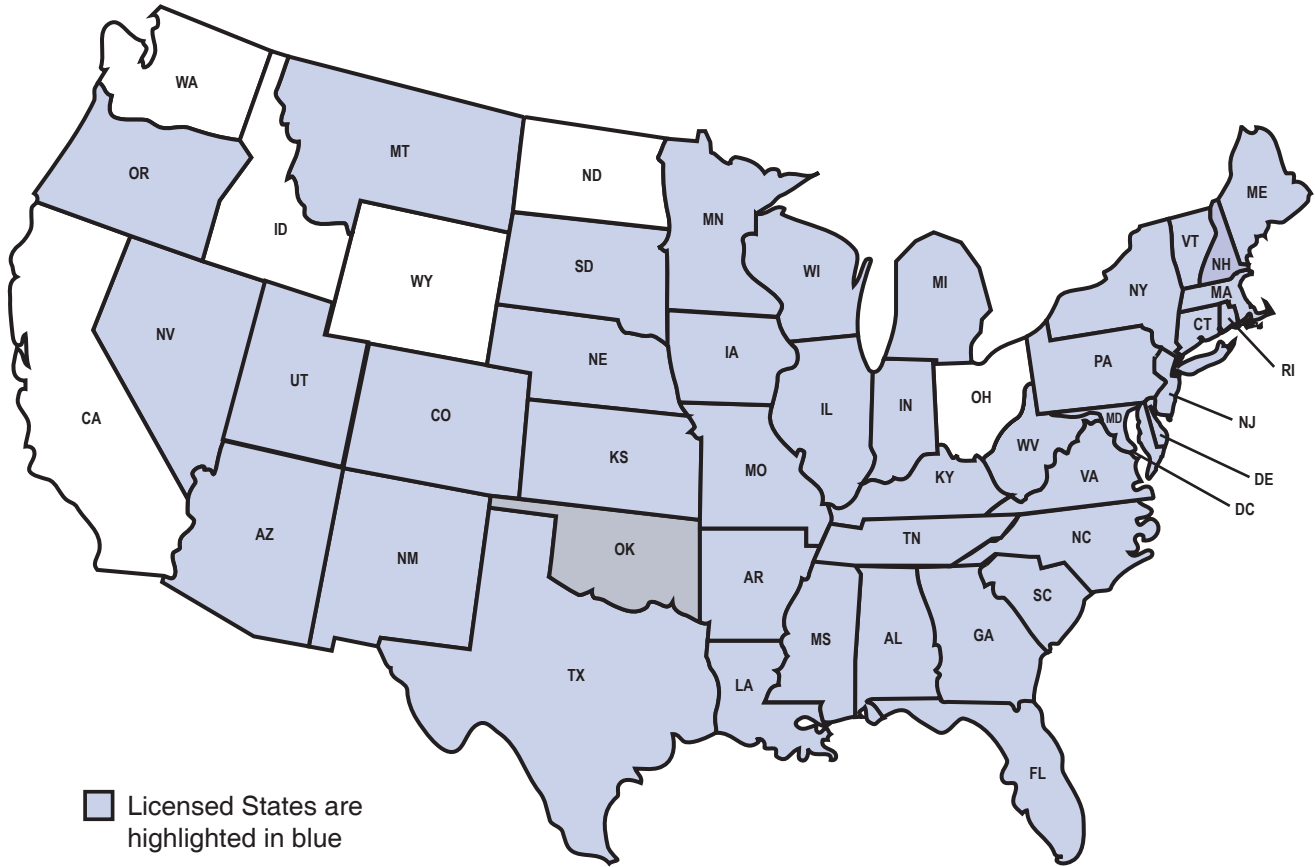 WA
OR
MT
ID
ND
MN
WY
SD
WI
MI
ME
VT
NH
NY
MA
CT
RI
NV
UT
NE
IA
PA
CA
CO
IL
IN
OH
NJ
MD
WV
KS
MO
KY
VA
DE
DC
AZ
NM
OK
TN
NC
AR
SC
TX
MS
AL
GA
LA
FL
Licensed States are
highlighted in blue